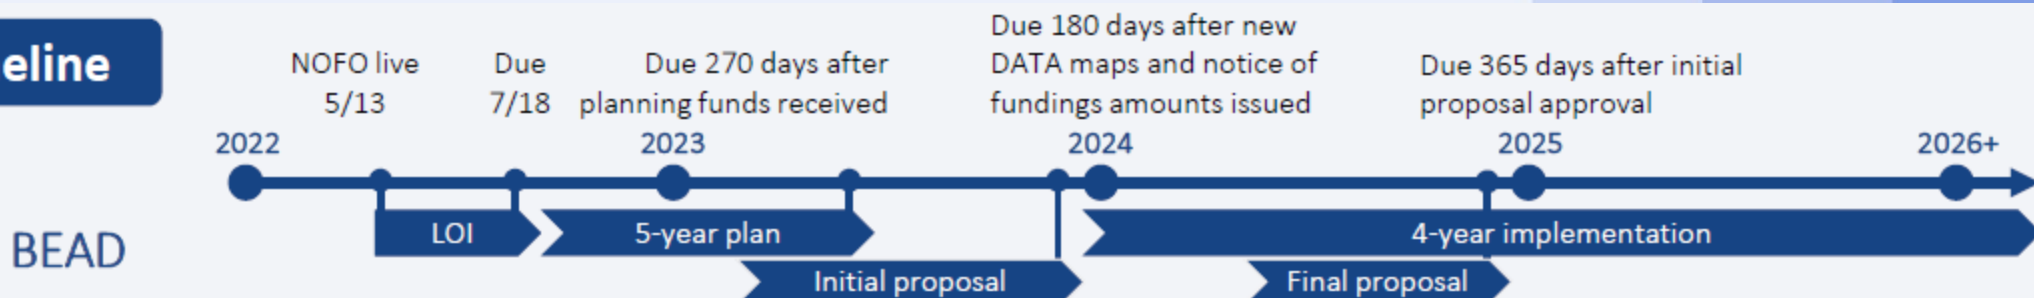 eline
NOFO live
5/13
Due
7/18
Due 270 days after
planning funds received
Due 180 days after new
DATA maps and notice of
fundings amounts issued
Due 365 days after initial
proposal approval
2022
2023
2024
2025
2026+
BEAD
LOI
5-year plan
4-year implementation
Initial proposal
Final proposal